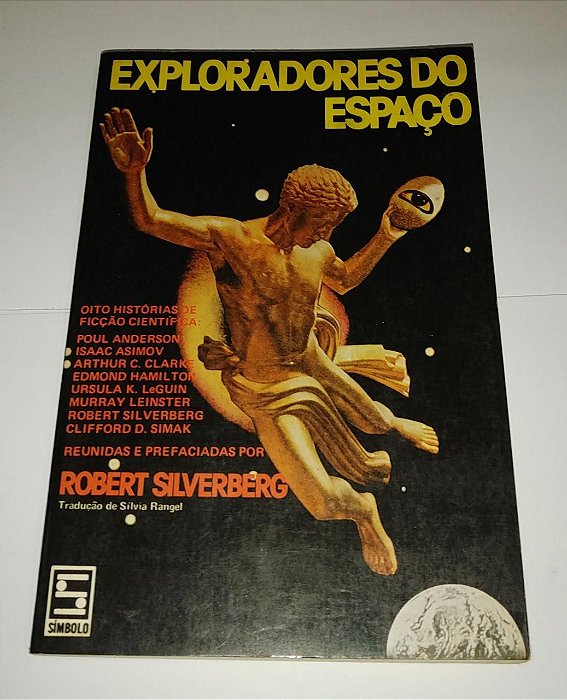 EXPLORADORES DO
ESPAÇO
OITO HISTÓRIAS DE
FICÇÃO CIENTÍFICA:
POUL ANDERSON
ISAAC ASIMOV
ARTHUR C. CLARKE
EDMOND HAMILTON
URSULA K. LeGUIN
MURRAY LEINSTER
ROBERT SILVERBERG
CLIFFORD D. SIMAK
REUNIDAS E PREFACIADAS POR
ROBERT SILVERBERG
Tradução de Sílvia Rangel
SÍMBOLO